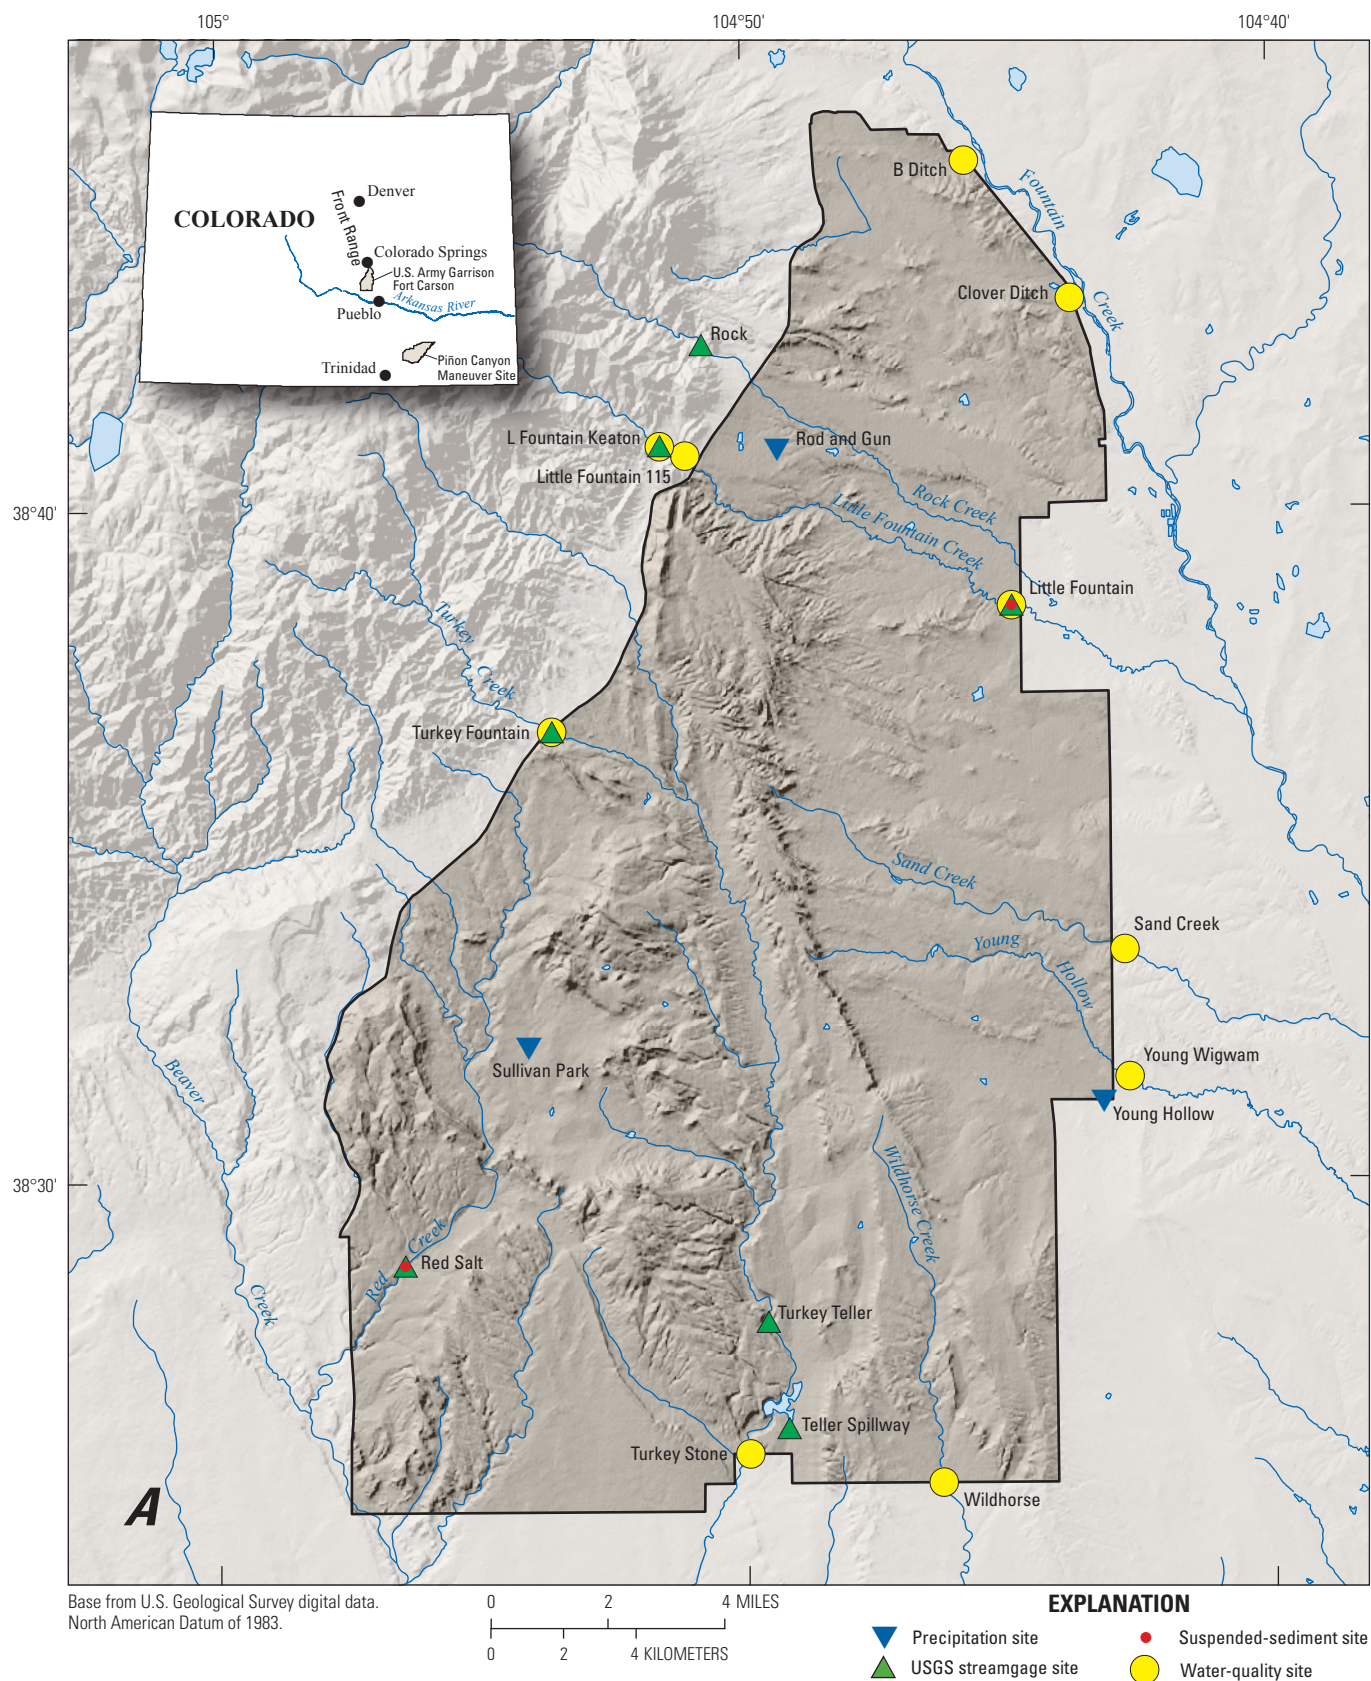 105°
104°50'
104°40'
B Ditch
Fountain
Creek
Denver
COLORADO
Front Range
Colorado Springs
U.S. Army Garrison
Fort Carson
Arkansas River
Pueblo
Piñon Canyon
Maneuver Site
Trinidad
Clover Ditch
Rock
L Fountain Keaton
Rod and Gun
Little Fountain 115
Rock Creek
Little Fountain Creek
38°40'
Little Fountain
Turkey
Creek
Turkey Fountain
Sand Creek
Sand Creek
Young
Hollow
Sullivan Park
Young Wigwam
Young Hollow
Beaver
Creek
Wildhorse Creek
38°30'
Red
Creek
Red Salt
Turkey Teller
Teller Spillway
Turkey Stone
Wildhorse
A
Base from U.S. Geological Survey digital data.
North American Datum of 1983.
0 2 4 MILES
0 2 4 KILOMETERS
EXPLANATION
Precipitation site
USGS streamgage site
Suspended-sediment site
Water-quality site